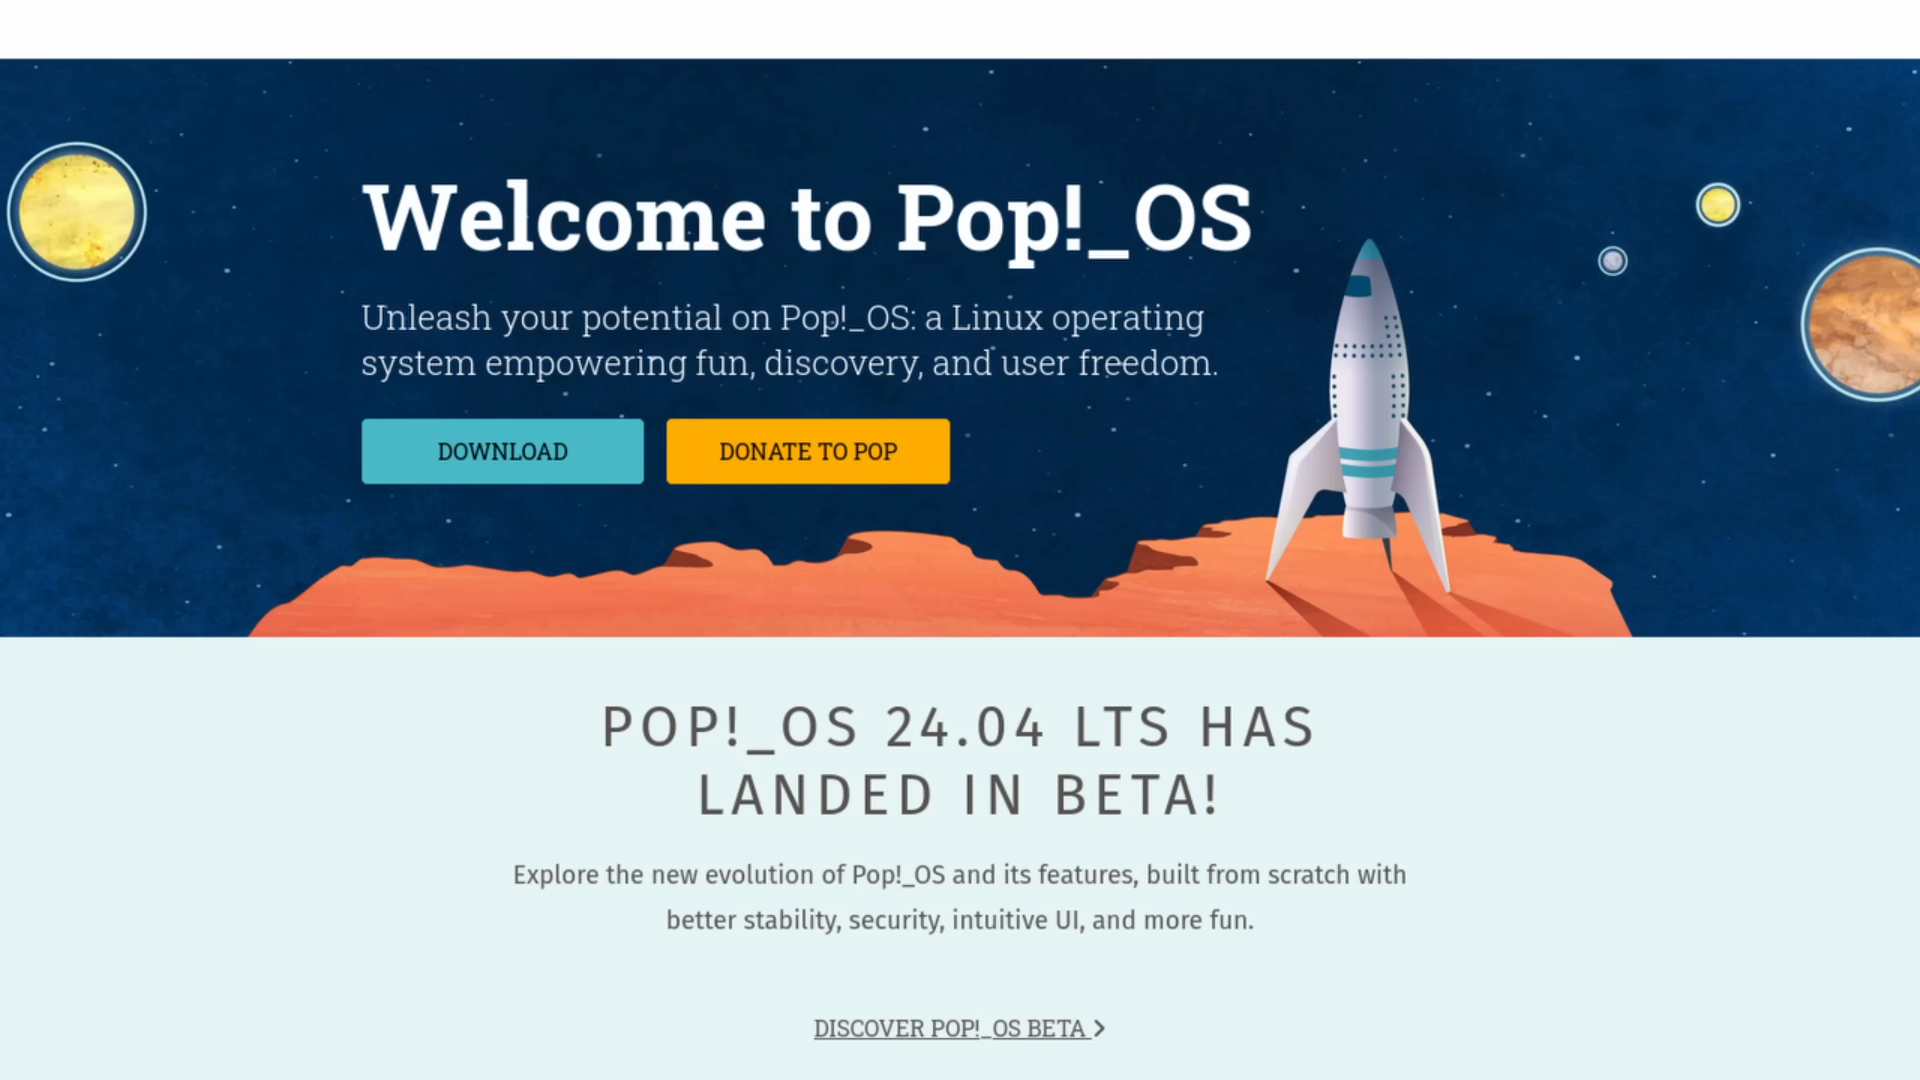 Welcome to Pop!_OS
Unleash your potential on Pop!_OS: a Linux operating
system empowering fun, discovery, and user freedom.
DOWNLOAD
DONATE TO POP
POP!_OS 24.04 LTS HAS
LANDED IN BETA!
Explore the new evolution of Pop!_OS and its features, built from scratch with
better stability, security, intuitive UI, and more fun.
DISCOVER POP!_OS BETA